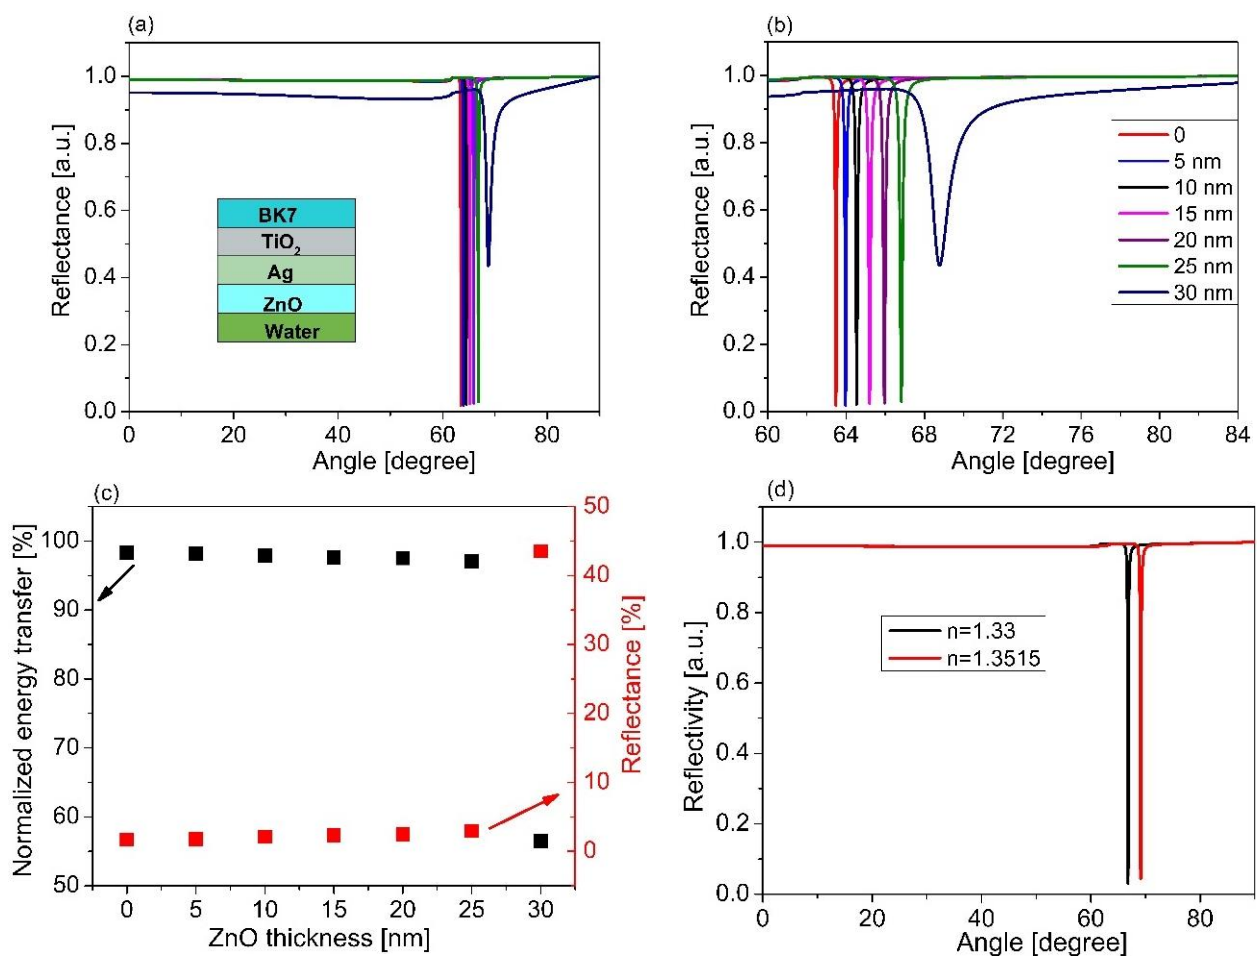 (a)
Reflectance [a.u.]
1.0
0.8
0.6
0.4
0.2
0.0
BK7
TiO₂
Ag
ZnO
Water
0 20 40 60 80
Angle [degree]
(b)
Reflectance [a.u.]
1.0
0.8
0.6
0.4
0.2
0.0
0
5 nm
10 nm
15 nm
20 nm
25 nm
30 nm
60 64 68 72 76 80 84
Angle [degree]
(c)
Normalized energy transfer [%]
100
90
80
70
60
50
50
40
30
20
10
0
Reflectance [%]
0 5 10 15 20 25 30
ZnO thickness [nm]
(d)
Reflectivity [a.u.]
1.0
0.8
0.6
0.4
0.2
0.0
n=1.33
n=1.3515
0 20 40 60 80
Angle [degree]